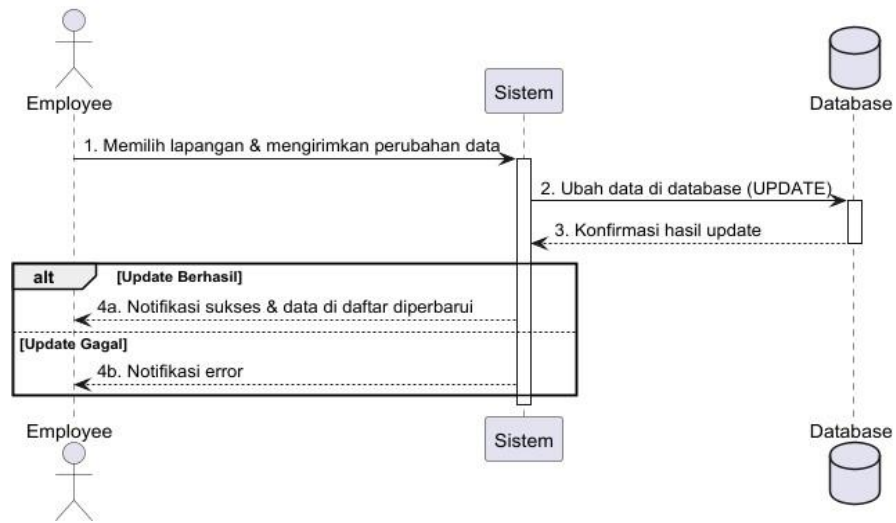 Employee
Sistem
Database
1. Memilih lapangan & mengirimkan perubahan data
2. Ubah data di database (UPDATE)
3. Konfirmasi hasil update
alt
[Update Berhasil]
4a. Notifikasi sukses & data di daftar diperbarui
[Update Gagal]
4b. Notifikasi error
Employee
Sistem
Database